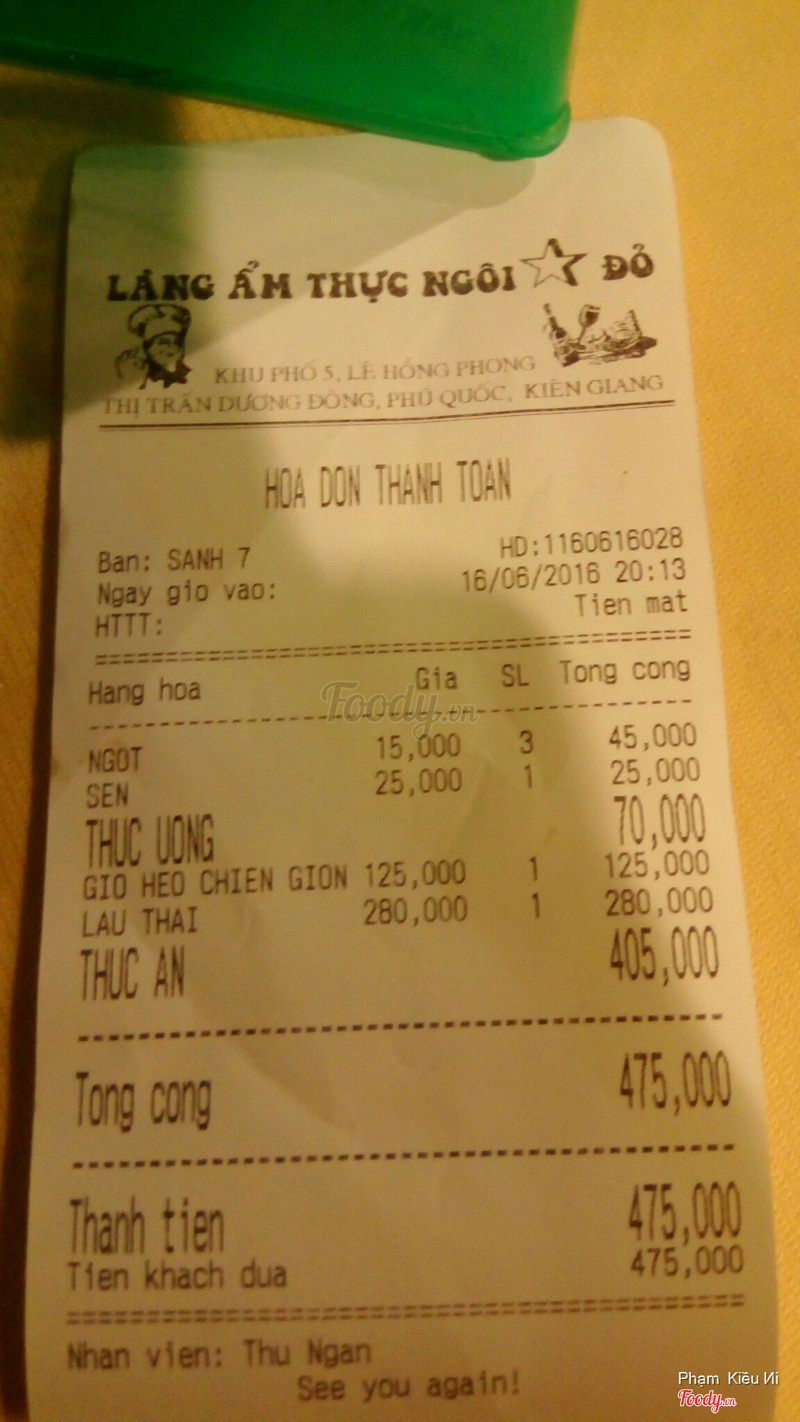 LÀNG ẨM THỰC NGÔI ĐỎ
KHU PHỐ 5, LÊ HỒNG PHONG
THỊ TRẤN DƯƠNG ĐÔNG, PHÚ QUỐC, KIÊN GIANG
HOA DON THANH TOAN
Ban: SANH 7 HD:1160616028
Ngay gio vao: 16/06/2016 20:13
HTTT: Tien mat
Hang hoa Gia SL Tong cong
Foody.vn
NGOT 15,000 3 45,000
SEN 25,000 1 25,000
THUC UONG 70,000
GIO HEO CHIEN GION 125,000 1 125,000
LAU THAI 280,000 1 280,000
THUC AN 405,000
Tong cong 475,000
Thanh tien 475,000
Tien khach dua 475,000
Nhan vien: Thu Ngan
See you again!
Phạm Kiều Иi
Foody.vn